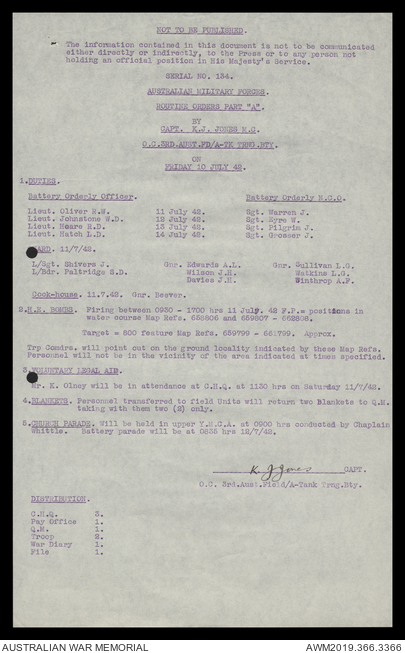 NOT TO BE PUBLISHED.
The information contained in this document is not to be communicated
either directly or indirectly, to the Press or to any person not
holding an official position in His Majesty's Service.
SERIAL NO. 134.
AUSTRALIAN MILITARY FORCES.
ROUTINE ORDERS PART "A".
BY
CAPT. K.J. JONES M.C.
O.C.3RD.AUST.FD/A-TK TRNG.BTY.
ON
FRIDAY 10 JULY 42.
1.DUTIES.
Battery Orderly Officer. Battery Orderly N.C.O.
Lieut. Oliver R.W. 11 July 42. Sgt. Warren J.
Lieut. Johnstone W.D. 12 July 42. Sgt. Eyre W.
Lieut. Hoare R.D. 13 July 42. Sgt. Pilgrim J.
Lieut. Hatch L.D. 14 July 42. Sgt. Grosser J.
ARD. 11/7/42.
L/Sgt. Shivers J. Gnr. Edwards A.L. Gnr. Sullivan L.G.
L/Bdr. Paltridge S.D. Wilson J.H. Watkins L.G.
Davies J.H. Winthrop A.F.
Cook-house. 11.7.42. Gnr. Beever.
2.H.E. BOMBS. Firing between 0930 - 1700 hrs 11 July. 42 F.P.= positions in
water course Map Refs. 658806 and 659807 - 662808.
Target = 800 feature Map Refs. 659799 - 661799. Approx.
Trp Comdrs. will point out on the ground locality indicated by these Map Refs.
Personnel will not be in the vicinity of the area indicated at times specified.
3.VOLUNTARY LEGAL AID.
Mr. K. Olney will be in attendance at C.H.Q. at 1130 hrs on Saturday 11/7/42.
4.BLANKETS. Personnel transferred to field Units will return two Blankets to Q.M.
taking with them two (2) only.
5.CHURCH PARADE. Will be held in upper Y.M.C.A. at 0900 hrs conducted by Chaplain
Whittle. Battery parade will be at 0835 hrs 12/7/42.
K. J Jones CAPT.
O.C. 3rd.Aust.Field/A-Tank Trng.Bty.
DISTRIBUTION.
C.H.Q. 3.
Pay Office 1.
Q.M. 1.
Troop 2.
War Diary 1.
File 1.
AUSTRALIAN WAR MEMORIAL AWM2019.366.3366